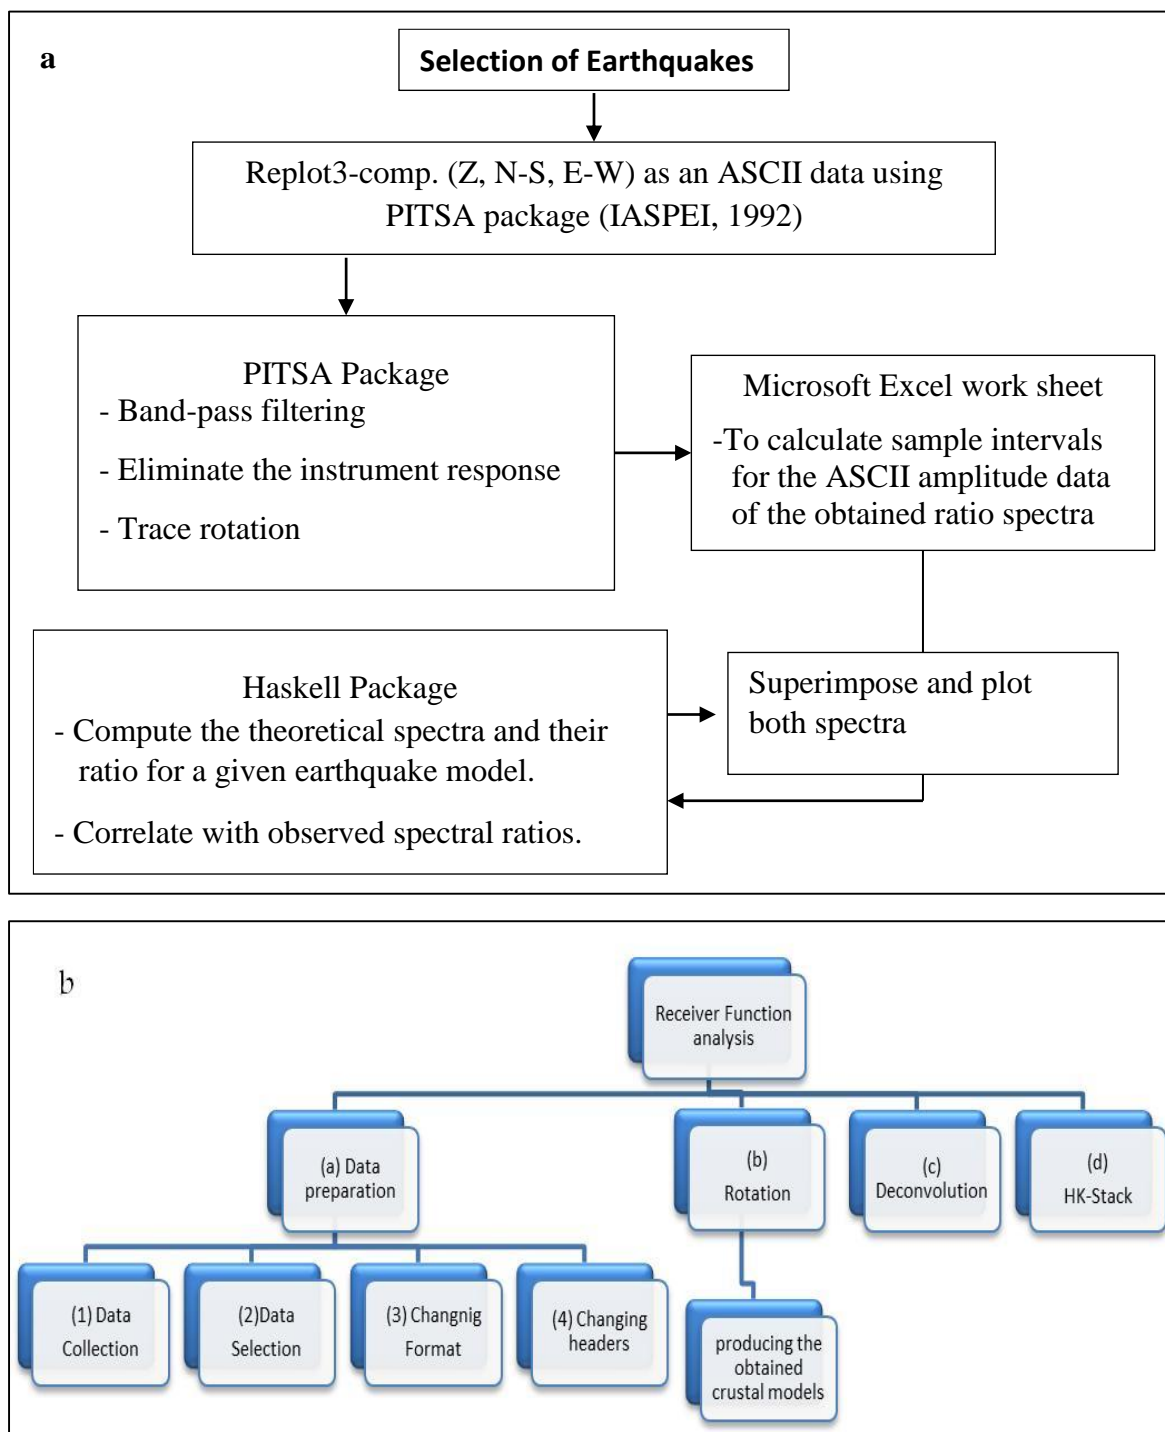 a
Selection of Earthquakes
Replot3-comp. (Z, N-S, E-W) as an ASCII data using
PITSA package (IASPEI, 1992)
PITSA Package
- Band-pass filtering
- Eliminate the instrument response
- Trace rotation
Microsoft Excel work sheet
-To calculate sample intervals
for the ASCII amplitude data
of the obtained ratio spectra
Haskell Package
- Compute the theoretical spectra and their
ratio for a given earthquake model.
- Correlate with observed spectral ratios.
Superimpose and plot
both spectra
b
Receiver Function
analysis
(a) Data
preparation
(b)
Rotation
(c)
Deconvolution
(d)
HK-Stack
(1) Data
Collection
(2)Data
Selection
(3) Changnig
Format
(4) Changing
headers
producing the
obtained
crustal models